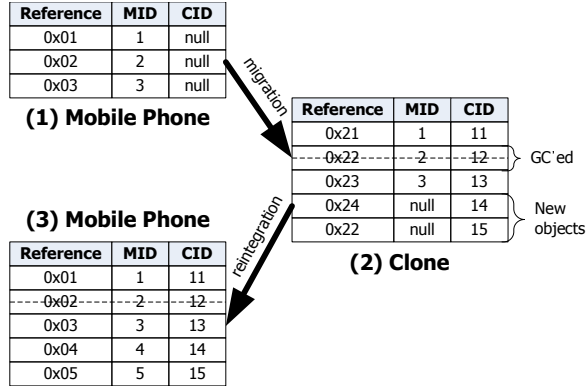 Reference MID CID
0x01 1 null
0x02 2 null
0x03 3 null
(1) Mobile Phone
migration
Reference MID CID
0x21 1 11
0x22 2 12
0x23 3 13
0x24 null 14
0x22 null 15
GC'ed
New
objects
(2) Clone
reintegration
(3) Mobile Phone
Reference MID CID
0x01 1 11
0x02 2 12
0x03 3 13
0x04 4 14
0x05 5 15